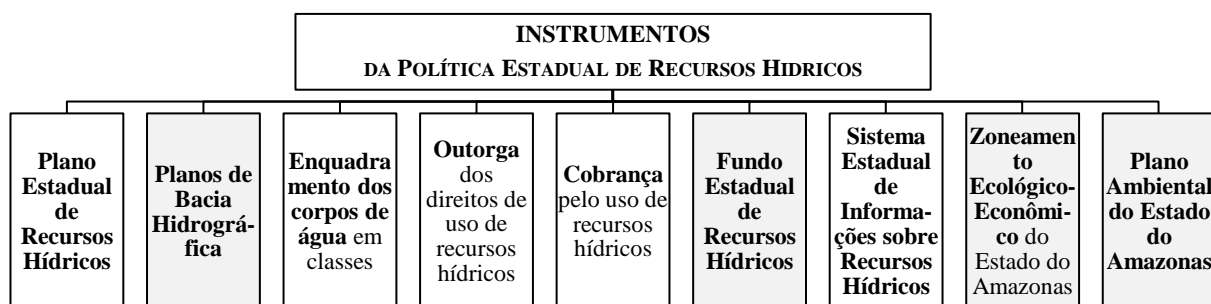 INSTRUMENTOS
DA POLÍTICA ESTADUAL DE RECURSOS HIDRICOS
Plano
Estadual
de
Recursos
Hídricos
Planos de
Bacia
Hidrográ-
fica
Enquadra
mento dos
corpos de
água em
classes
Outorga
dos
direitos de
uso de
recursos
hídricos
Cobrança
pelo uso de
recursos
hídricos
Fundo
Estadual
de
Recursos
Hídricos
Sistema
Estadual
de
Informa-
ções sobre
Recursos
Hídricos
Zoneamen
to
Ecológico-
Econômi-
co do
Estado do
Amazonas
Plano
Ambiental
do Estado
do
Amazonas